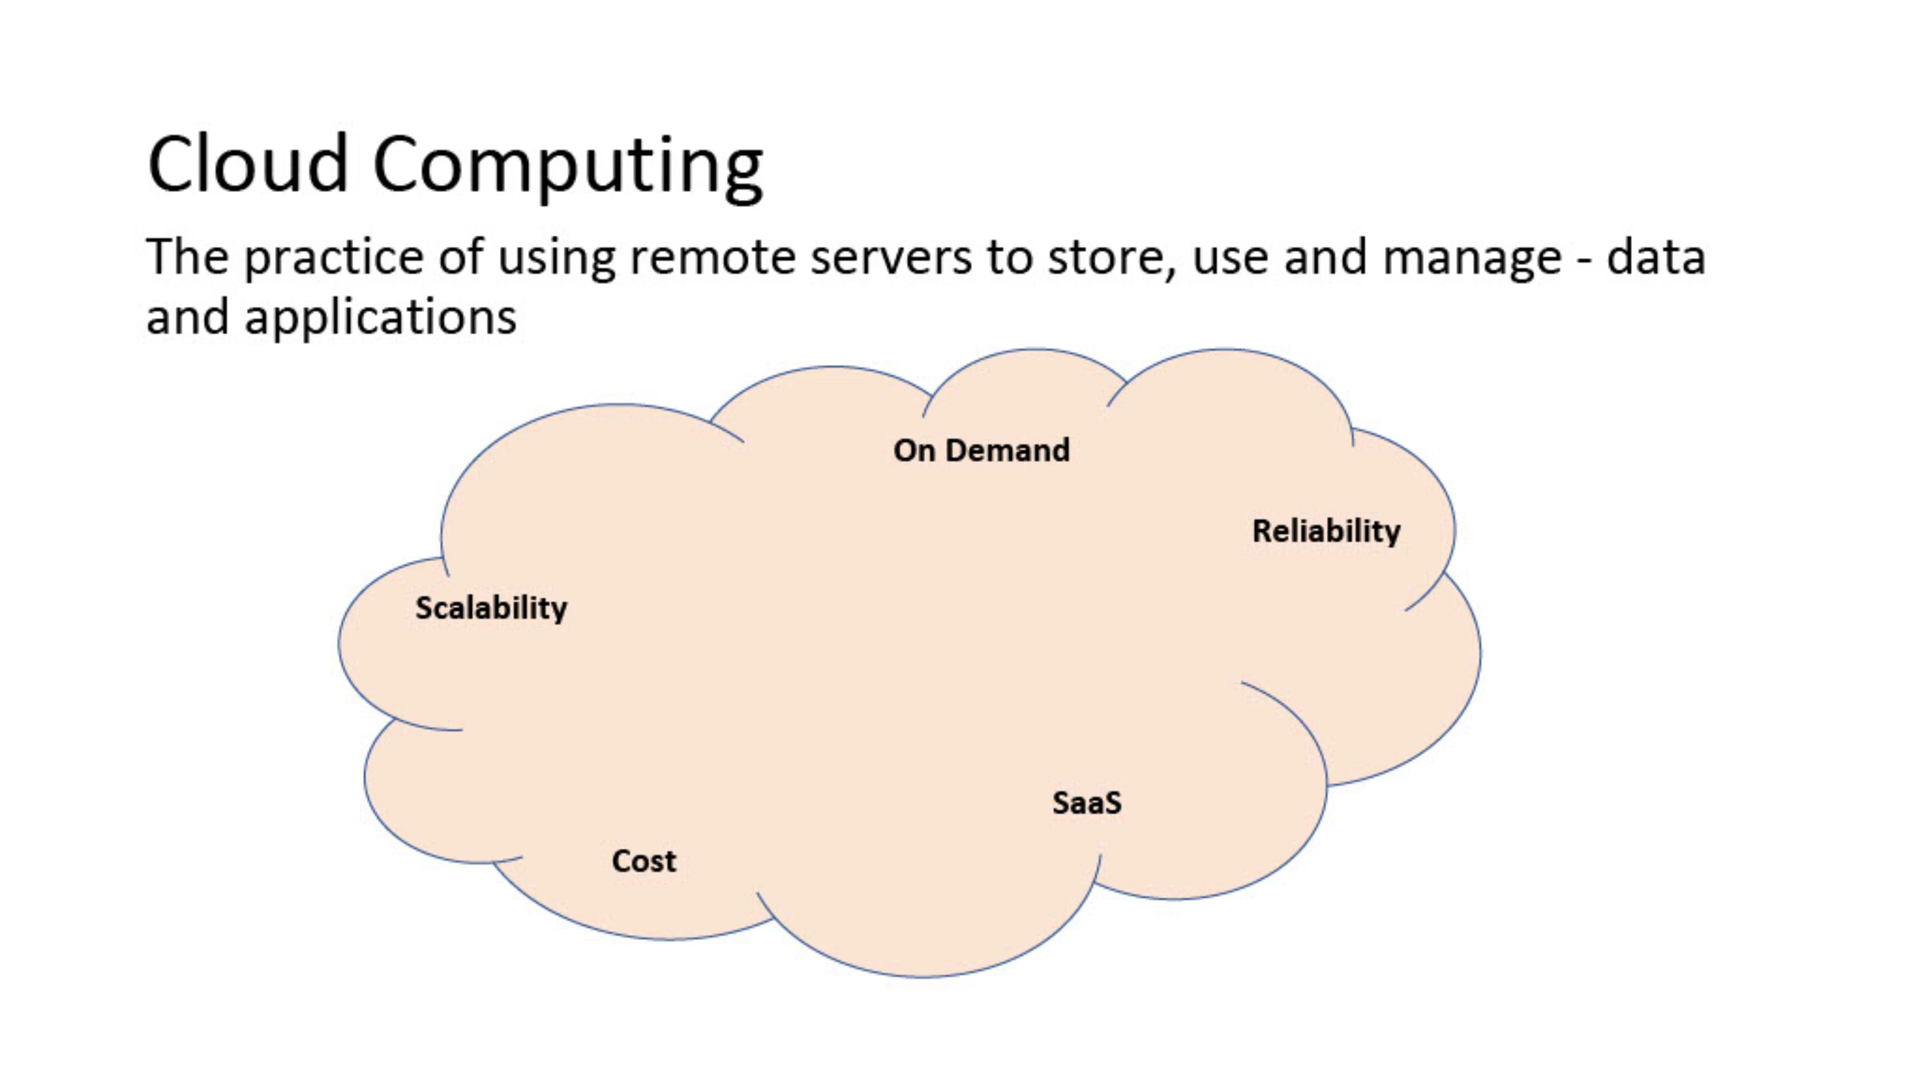 Cloud Computing
The practice of using remote servers to store, use and manage - data
and applications
On Demand
Reliability
Scalability
SaaS
Cost